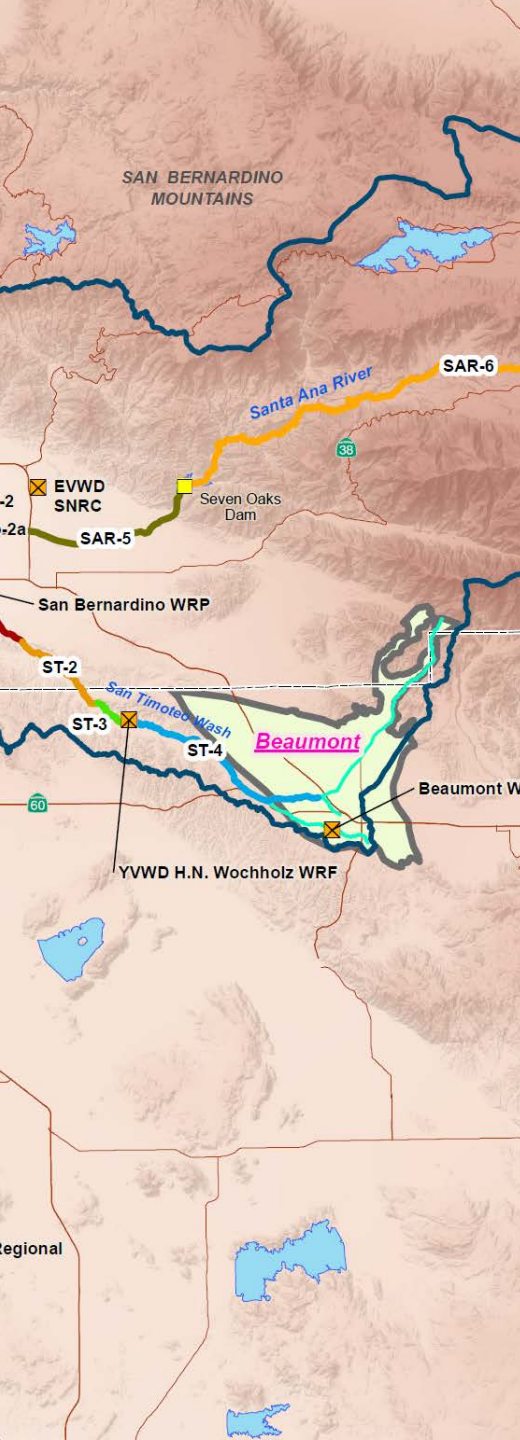 SAN BERNARDINO
MOUNTAINS
SAR-6
Santa Ana River
38
EVWD
SNRC
-2
-2a
Seven Oaks
Dam
SAR-5
San Bernardino WRP
ST-2
San Timoteo Wash
ST-3
ST-4
Beaumont
Beaumont W
60
YVWD H.N. Wochholz WRF
Regional